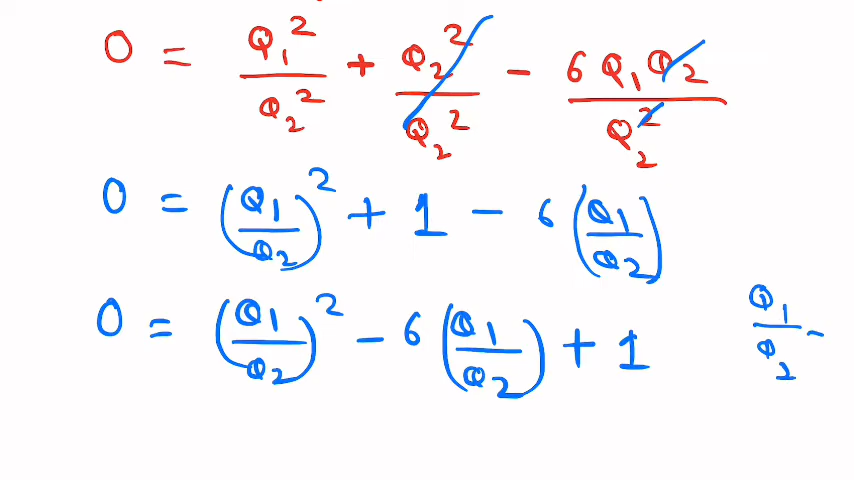 0 = Q₁²/Q₂² + Q₂²/Q₂² - 6Q₁Q₂/Q₂²
0 = (Q₁/Q₂)² + 1 - 6(Q₁/Q₂)
0 = (Q₁/Q₂)² - 6(Q₁/Q₂) + 1
Q₁/Q₂ -